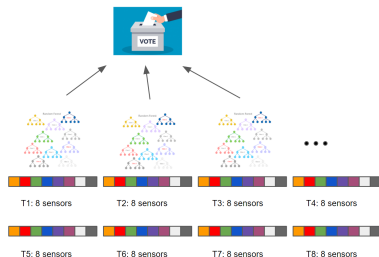 VOTE
T1: 8 sensors
T2: 8 sensors
T3: 8 sensors
T4: 8 sensors
T5: 8 sensors
T6: 8 sensors
T7: 8 sensors
T8: 8 sensors